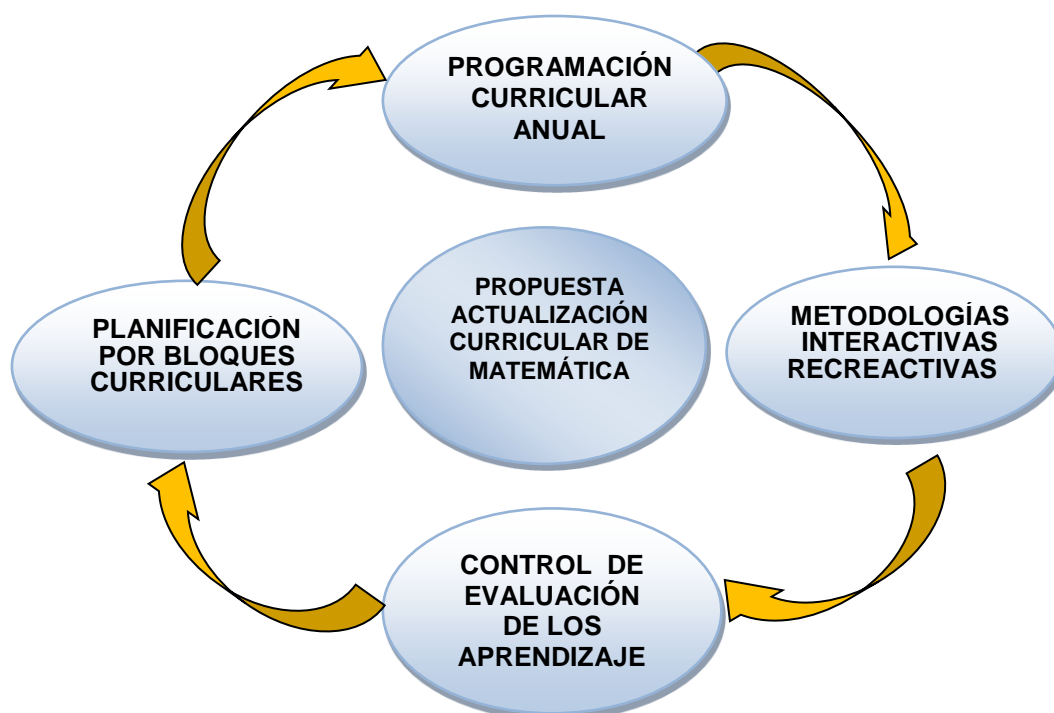 PROGRAMACIÓN
CURRICULAR
ANUAL
PROPUESTA
ACTUALIZACIÓN
CURRICULAR DE
MATEMÁTICA
PLANIFICACIÓN
POR BLOQUES
CURRICULARES
METODOLOGÍAS
INTERACTIVAS
RECREACTIVAS
CONTROL DE
EVALUACIÓN
DE LOS
APRENDIZAJE